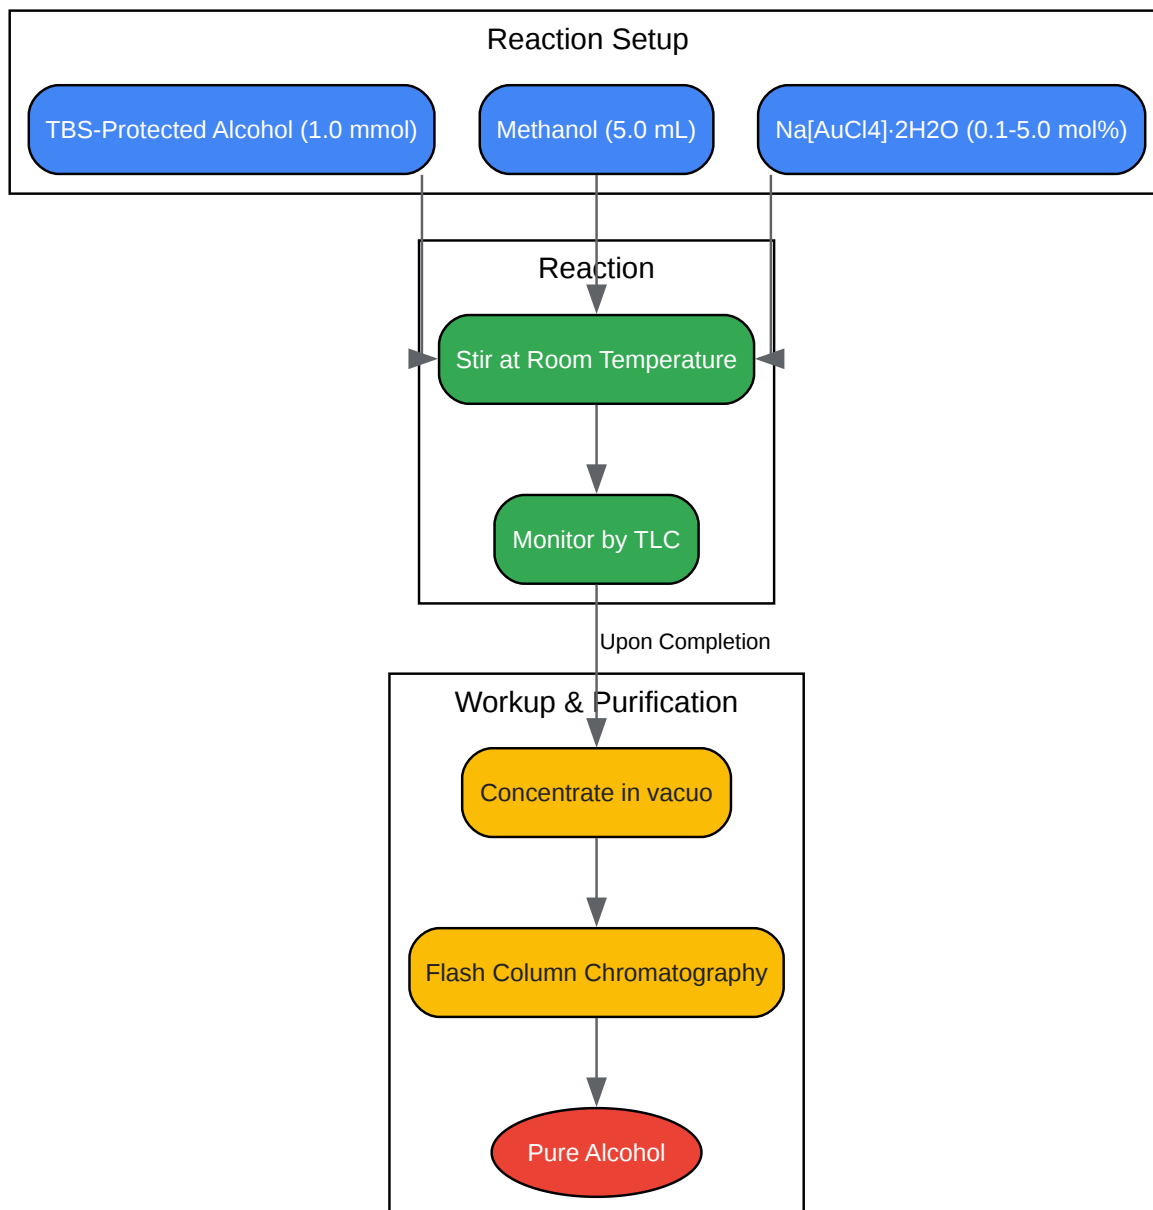 Reaction Setup
TBS-Protected Alcohol (1.0 mmol)
Methanol (5.0 mL)
Na[AuCl4]·2H2O (0.1-5.0 mol%)
Reaction
Stir at Room Temperature
Monitor by TLC
Upon Completion
Workup & Purification
Concentrate in vacuo
Flash Column Chromatography
Pure Alcohol